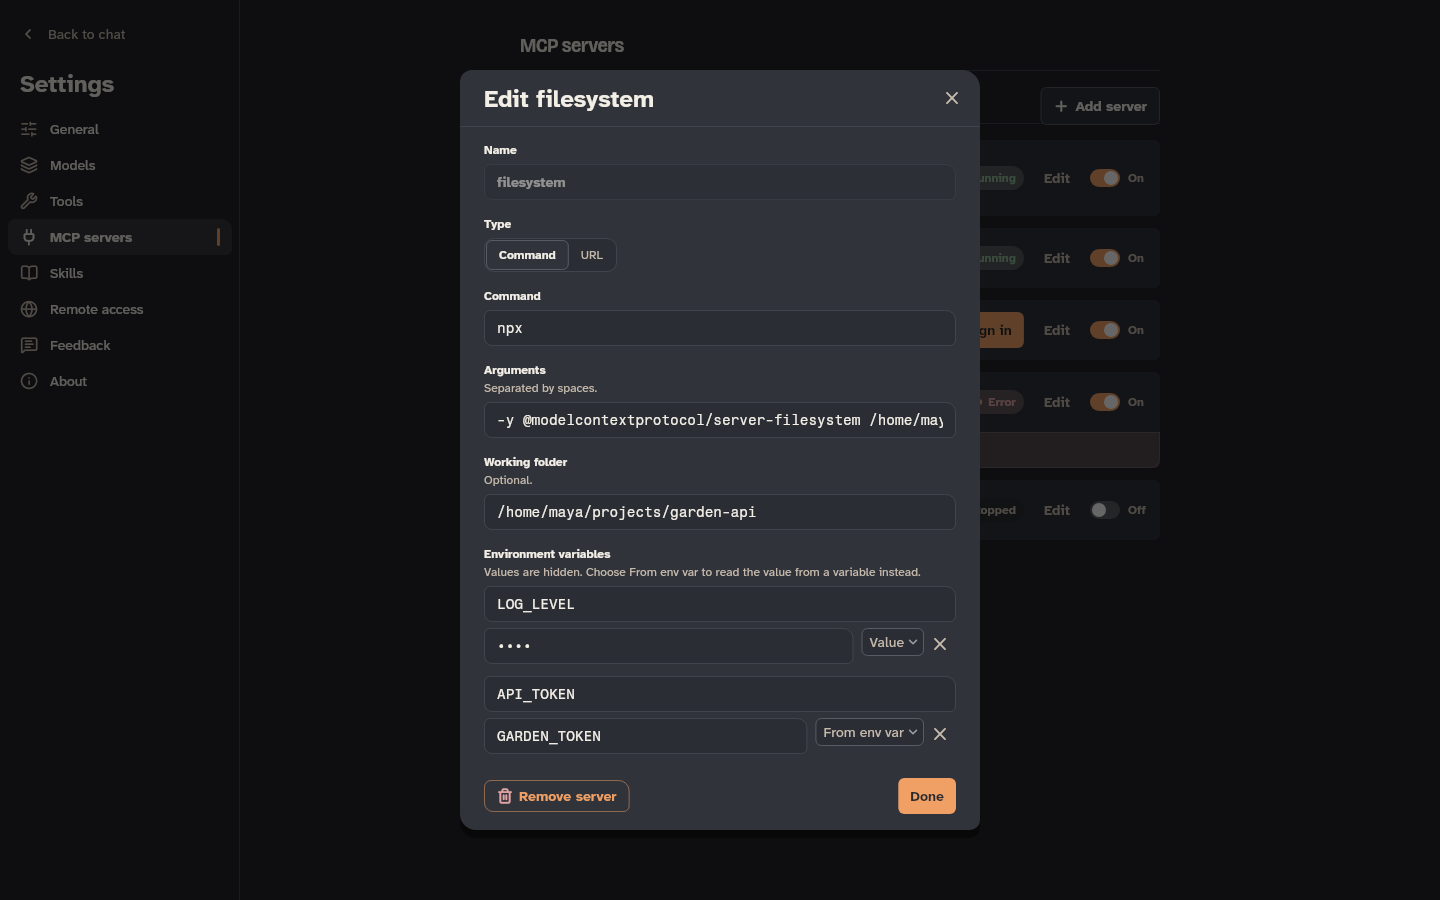 Back to chat
Settings
General
Models
Tools
MCP servers
Skills
Remote access
Feedback
About
MCP servers
Add server
Edit
On
Edit
On
Edit
On
Error
Edit
On
Edit
Off
Edit filesystem
Name
filesystem
Type
Command
URL
Command
npx
Arguments
Separated by spaces.
-y @modelcontextprotocol/server-filesystem /home/may
Working folder
Optional.
/home/maya/projects/garden-api
Environment variables
Values are hidden. Choose From env var to read the value from a variable instead.
LOG_LEVEL
••••
Value
API_TOKEN
GARDEN_TOKEN
From env var
Remove server
Done